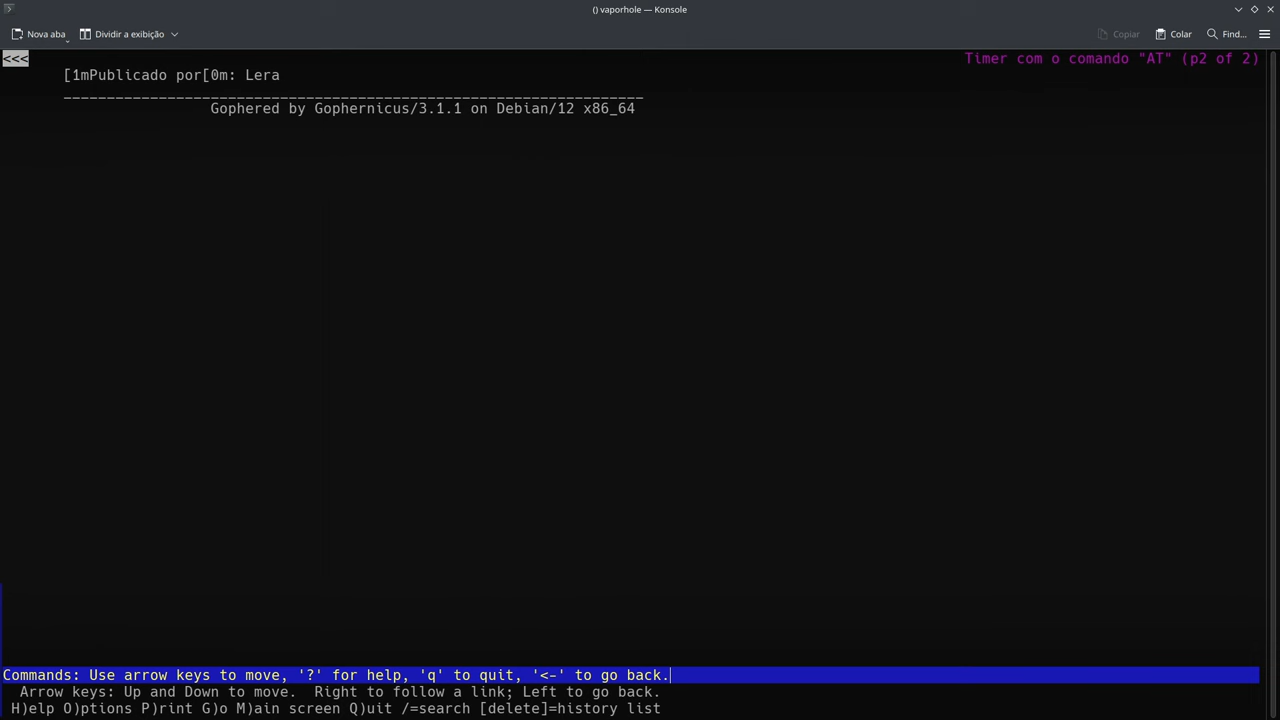 () vaporhole — Konsole
Nova aba
Dividir a exibição
Copiar
Colar
Find...
<<<
Timer com o comando "AT" (p2 of 2)
[1mPublicado por[0m: Lera
___________________________________________________________________
Gophered by Gophernicus/3.1.1 on Debian/12 x86_64
Commands: Use arrow keys to move, '?' for help, 'q' to quit, '<-' to go back.
Arrow keys: Up and Down to move. Right to follow a link; Left to go back.
H)elp O)ptions P)rint G)o M)ain screen Q)uit /=search [delete]=history list